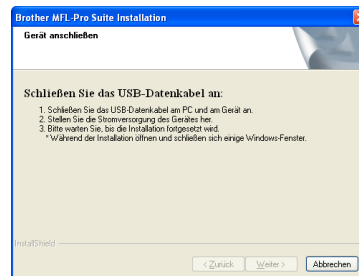 Brother MFL-Pro Suite Installation
Gerät anschließen
Schließen Sie das USB-Datenkabel an:
1. Schließen Sie das USB-Datenkabel am PC und am Gerät an.
2. Stellen Sie die Stromversorgung des Gerätes her.
3. Bitte warten Sie, bis die Installation fortgesetzt wird.
* Während der Installation öffnen und schließen sich einige Windows-Fenster.
InstallShield
< Zurück Weiter > Abbrechen